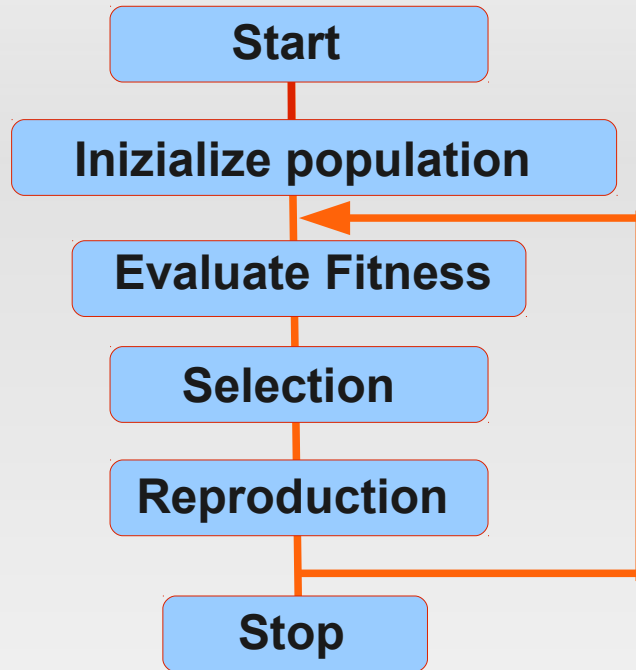 Start
Inizialize population
Evaluate Fitness
Selection
Reproduction
Stop